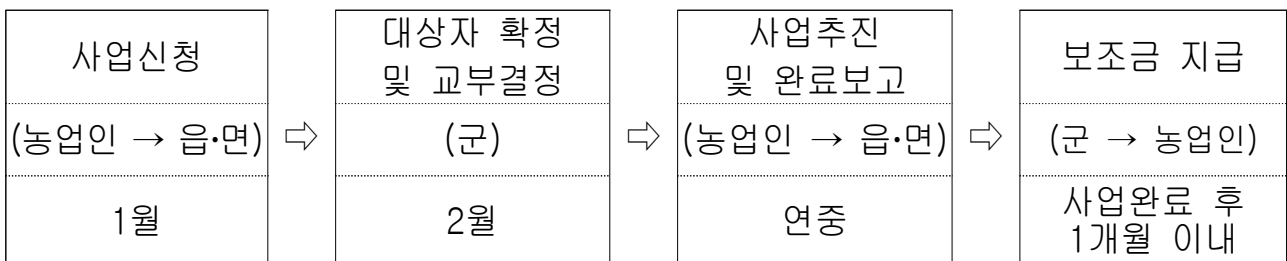 사업신청
(농업인 → 읍·면)
1월
⇨
대상자 확정
및 교부결정
(군)
2월
⇨
사업추진
및 완료보고
(농업인 → 읍·면)
연중
⇨
보조금 지급
(군 → 농업인)
사업완료 후
1개월 이내